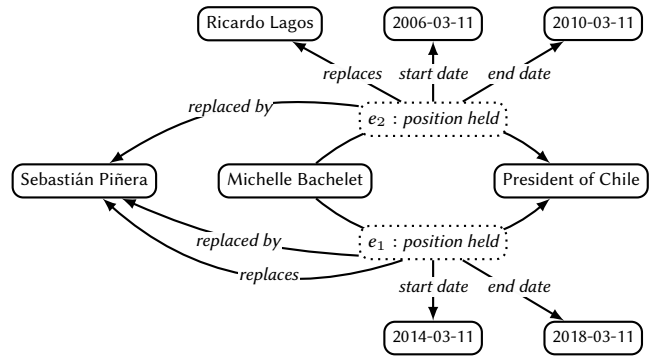 Ricardo Lagos
2006-03-11
2010-03-11
replaces
start date
end date
replaced by
e₂ : position held
Sebastián Piñera
Michelle Bachelet
President of Chile
replaced by
e₁ : position held
replaces
start date
end date
2014-03-11
2018-03-11